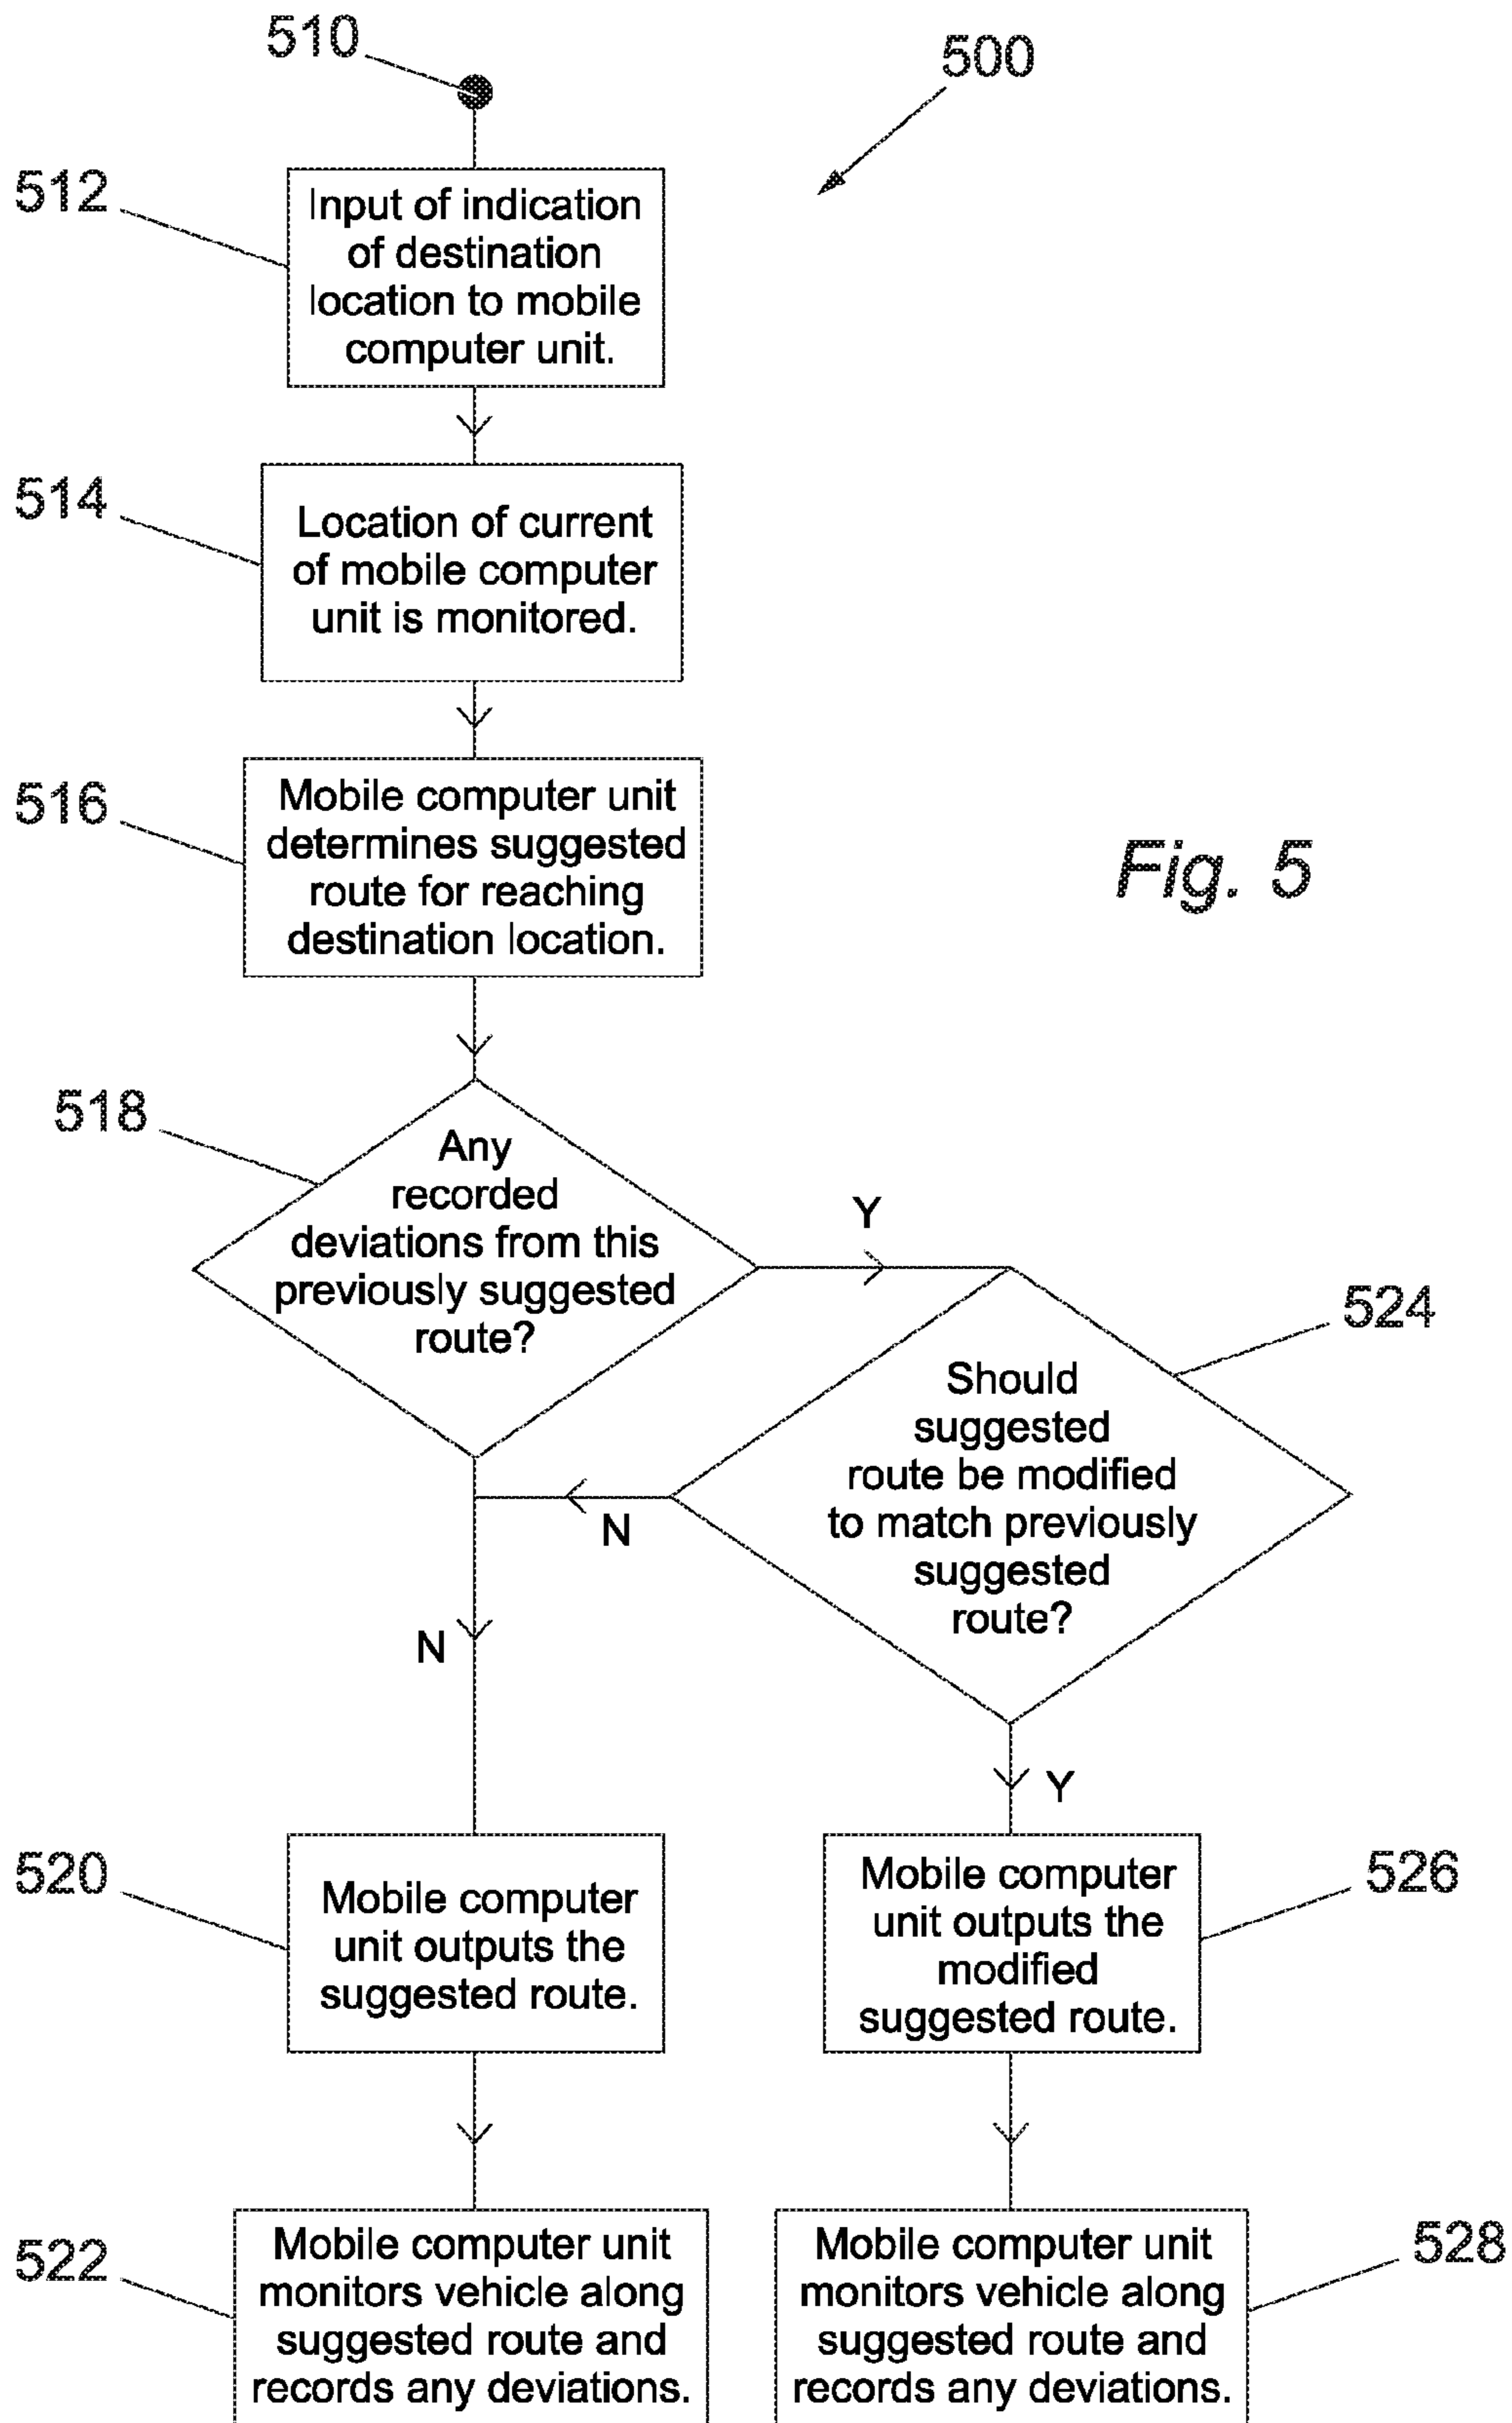 510
500
512
Input of indication
of destination
location to mobile
computer unit.
514
Location of current
of mobile computer
unit is monitored.
516
Mobile computer unit
determines suggested
route for reaching
destination location.
Fig. 5
518
Any
recorded
deviations from this
previously suggested
route?
Y
524
Should
suggested
route be modified
to match previously
suggested
route?
N
N
Y
520
Mobile computer
unit outputs the
suggested route.
526
Mobile computer
unit outputs the
modified
suggested route.
522
Mobile computer unit
monitors vehicle along
suggested route and
records any deviations.
528
Mobile computer unit
monitors vehicle along
suggested route and
records any deviations.